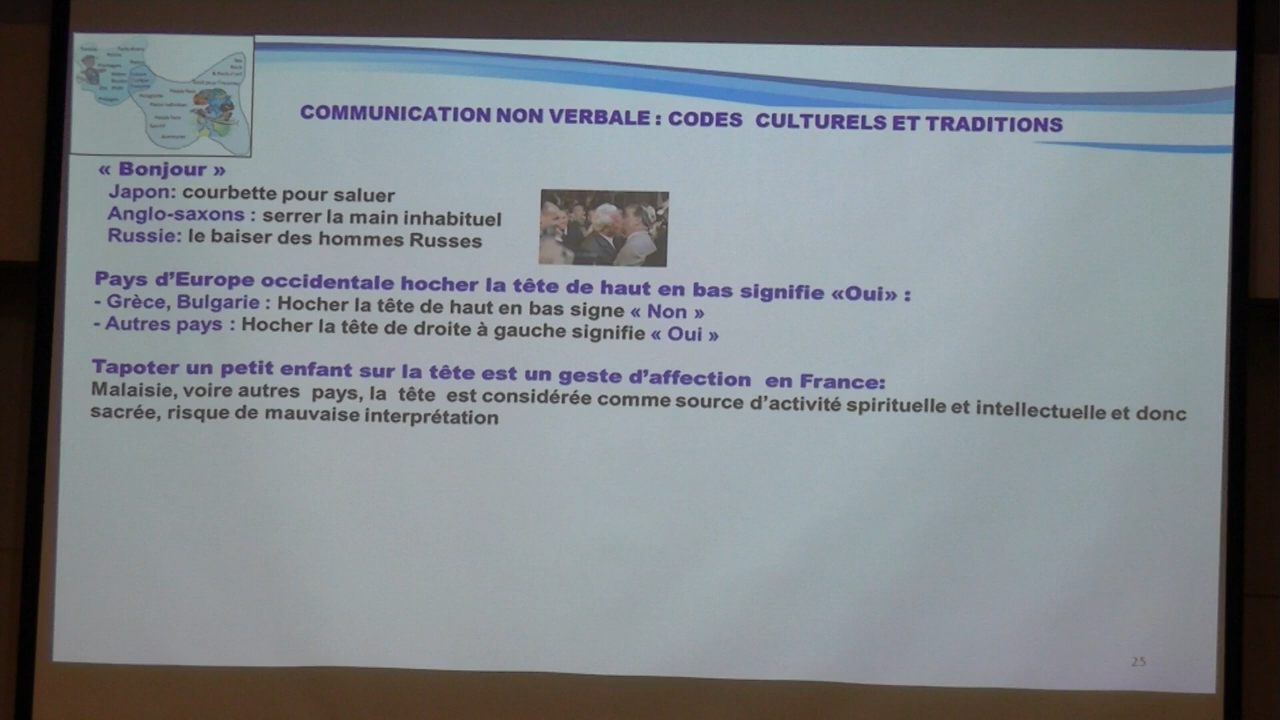 COMMUNICATION NON VERBALE : CODES CULTURELS ET TRADITIONS
« Bonjour »
Japon: courbette pour saluer
Anglo-saxons : serrer la main inhabituel
Russie: le baiser des hommes Russes
Pays d’Europe occidentale hocher la tête de haut en bas signifie «Oui» :
- Grèce, Bulgarie : Hocher la tête de haut en bas signe « Non »
- Autres pays : Hocher la tête de droite à gauche signifie « Oui »
Tapoter un petit enfant sur la tête est un geste d’affection en France:
Malaisie, voire autres pays, la tête est considérée comme source d’activité spirituelle et intellectuelle et donc
sacrée, risque de mauvaise interprétation
25